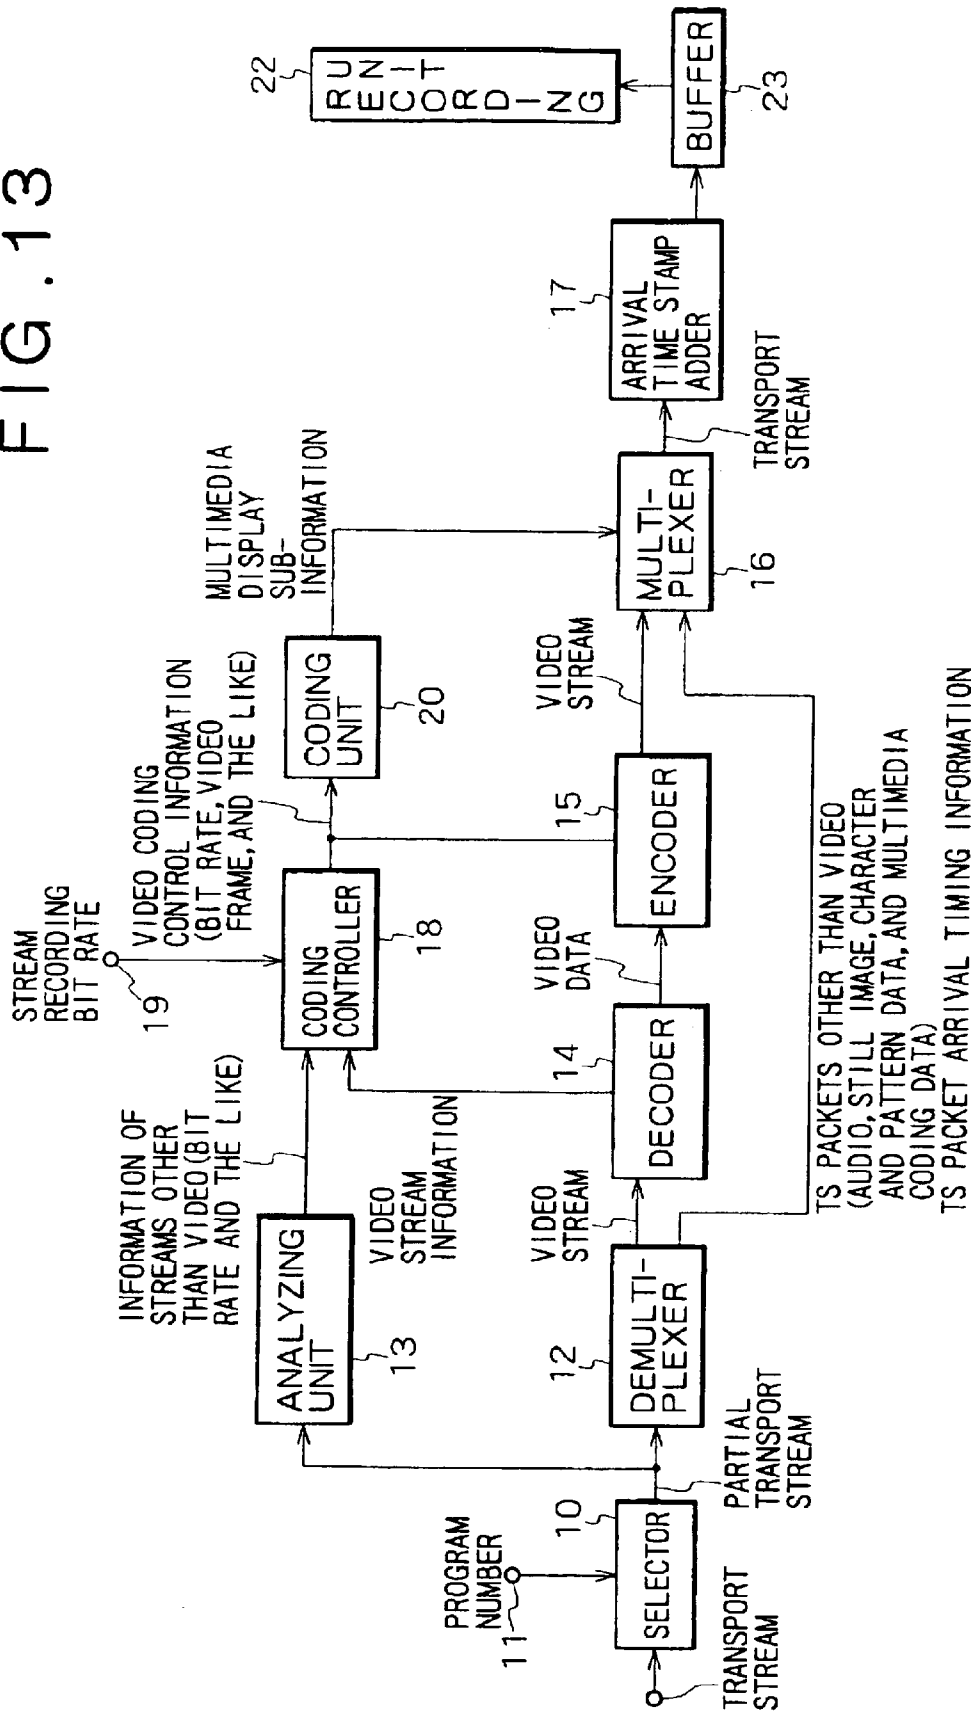 FIG.13
STREAM
RECORDING
BIT RATE
19
VIDEO CODING
CONTROL INFORMATION
(BIT RATE, VIDEO
FRAME, AND THE LIKE)
INFORMATION OF
STREAMS OTHER
THAN VIDEO(BIT
RATE AND THE LIKE)
MULTIMEDIA
DISPLAY
SUB-
INFORMATION
22
RECORDING
UNIT
ANALYZING
UNIT
13
CODING
CONTROLLER
18
CODING
UNIT
20
VIDEO
STREAM
INFORMATION
PROGRAM
NUMBER
11
10
SELECTOR
TRANSPORT
STREAM
PARTIAL
TRANSPORT
STREAM
12
DEMULTI-
PLEXER
VIDEO
STREAM
14
DECODER
VIDEO
DATA
15
ENCODER
VIDEO
STREAM
MULTI-
PLEXER
16
TRANSPORT
STREAM
17
ARRIVAL
TIME STAMP
ADDER
BUFFER
23
TS PACKETS OTHER THAN VIDEO
(AUDIO, STILL IMAGE, CHARACTER
AND PATTERN DATA, AND MULTIMEDIA
CODING DATA)
TS PACKET ARRIVAL TIMING INFORMATION